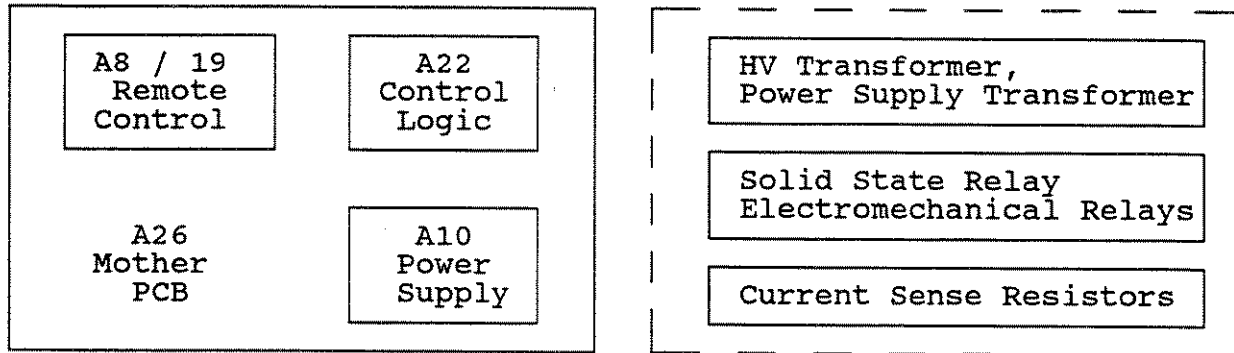 A8 / 19
Remote
Control
A22
Control
Logic
A26
Mother
PCB
A10
Power
Supply
HV Transformer,
Power Supply Transformer
Solid State Relay
Electromechanical Relays
Current Sense Resistors